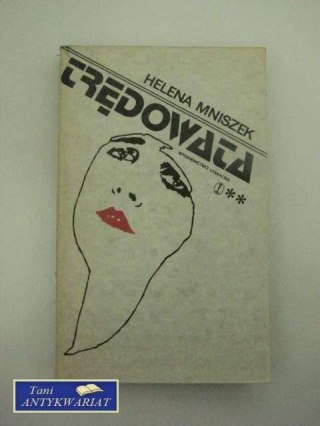 HELENA MNISZEK
TRĘDOWATA
WYDAWNICTWO LITERACKIE
**
Tani
ANTYKWARIAT